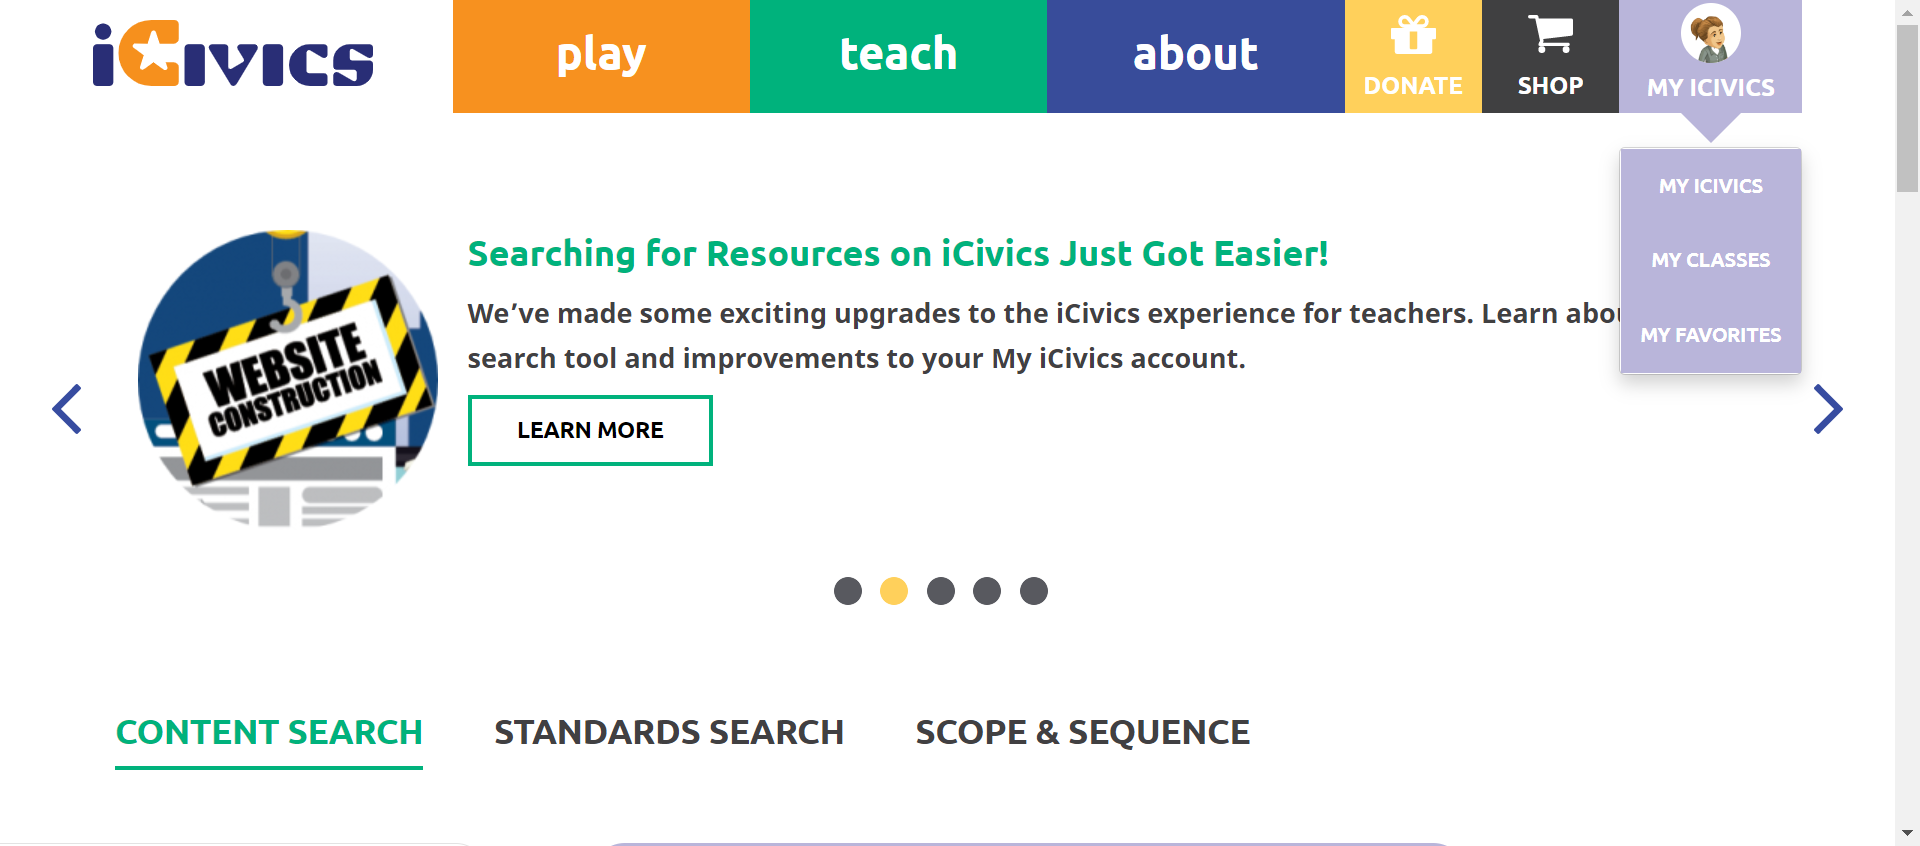 iCivics
play
teach
about
DONATE
SHOP
MY ICIVICS
MY ICIVICS
MY CLASSES
MY FAVORITES
WEBSITE
CONSTRUCTION
Searching for Resources on iCivics Just Got Easier!
We’ve made some exciting upgrades to the iCivics experience for teachers. Learn
search tool and improvements to your My iCivics account.
LEARN MORE
CONTENT SEARCH
STANDARDS SEARCH
SCOPE & SEQUENCE